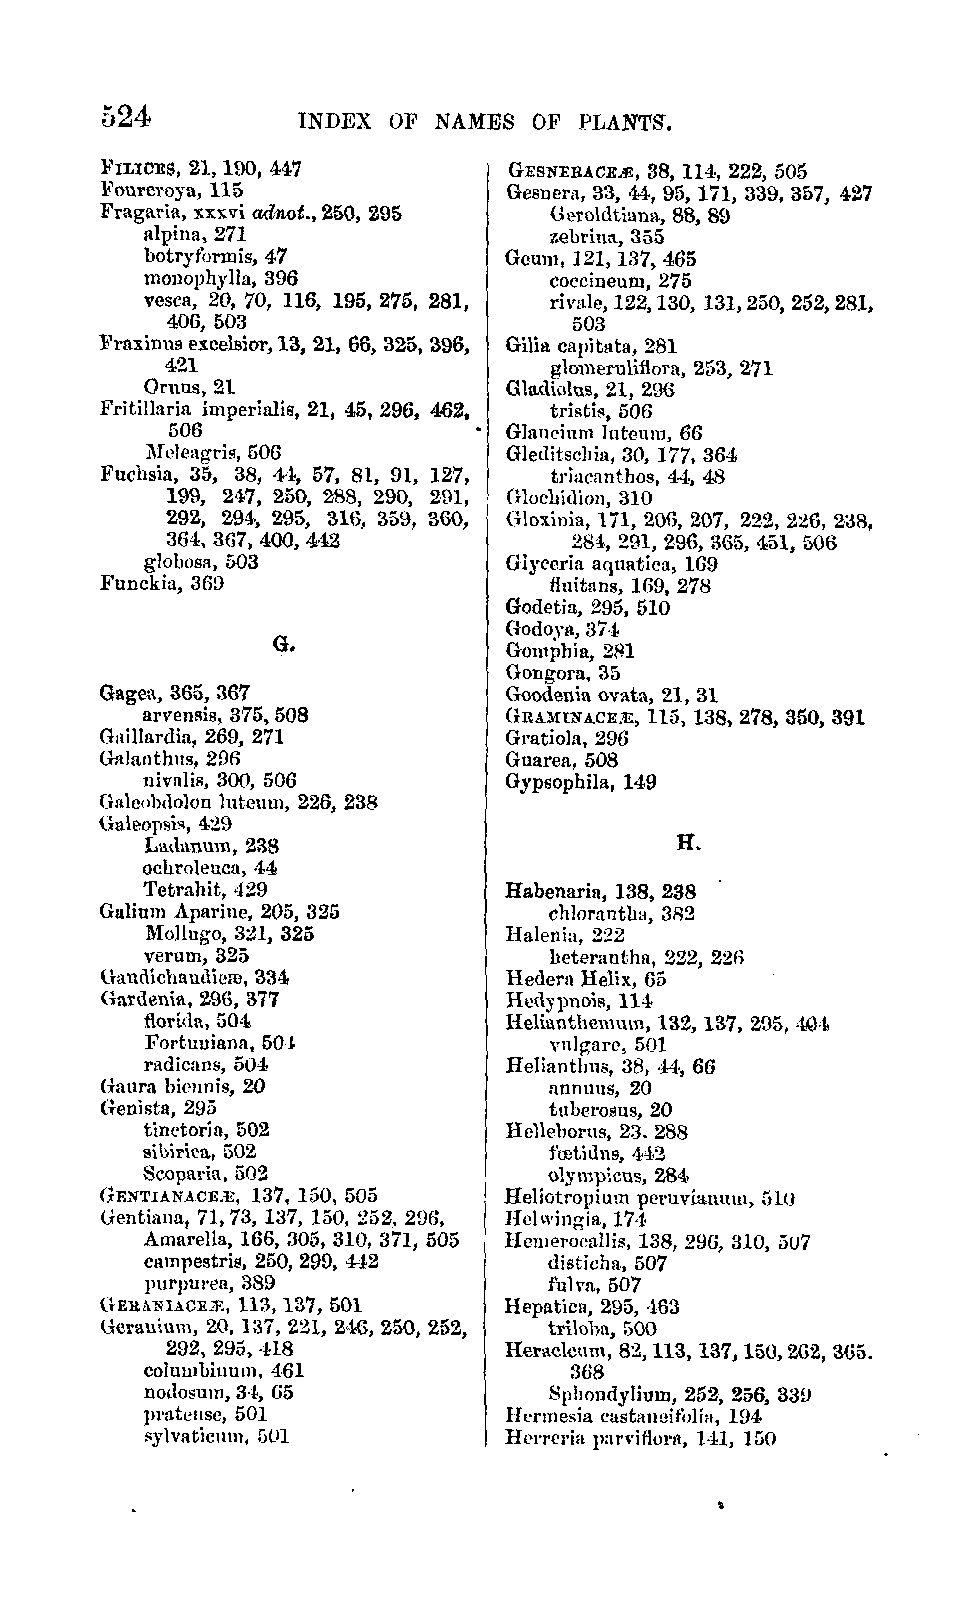 524 INDEX OF NAMES OF PLANTS.
FILICES, 21, 190, 447
Fourcroya, 115
Fragaria, xxxvi adnot., 250, 295
alpina, 271
botryformis, 47
monophylla, 396
vesca, 20, 70, 116, 195, 275, 281,
406, 503
Fraxinus excelsior, 13, 21, 66, 325, 396,
421
Ornus, 21
Fritillaria imperialis, 21, 45, 296, 462,
506
Meleagris, 506
Fuchsia, 35, 38, 44, 57, 81, 91, 127,
199, 247, 250, 288, 290, 291,
292, 294, 295, 316, 359, 360,
364, 367, 400, 442
globosa, 503
Funckia, 369
G.
Gagea, 365, 367
arvensis, 375, 508
Gaillardia, 269, 271
Galanthus, 296
nivalis, 300, 506
Galeobdolon luteum, 226, 238
Galeopsis, 429
Ladanum, 238
ochroleuca, 44
Tetrahit, 429
Galium Aparine, 205, 325
Mollugo, 321, 325
verum, 325
Gaudichaudieæ, 334
Gardenia, 296, 377
florida, 504
Fortuniana, 504
radicans, 504
Gaura biennis, 20
Genista, 295
tinctoria, 502
sibirica, 502
Scoparia, 502
GENTIANACEÆ, 137, 150, 505
Gentiana, 71, 73, 137, 150, 252, 296,
Amarella, 166, 305, 310, 371, 505
campestris, 250, 299, 442
purpurea, 389
GERANIACEÆ, 113, 137, 501
Geranium, 20, 137, 221, 246, 250, 252,
292, 295, 418
columbinum, 461
nodosum, 34, 65
pratense, 501
sylvaticum, 501
GESNERACEÆ, 38, 114, 222, 505
Gesnera, 33, 44, 95, 171, 339, 357, 427
Geroldtiana, 88, 89
zebrina, 355
Geum, 121, 137, 465
coccineum, 275
rivale, 122, 130, 131, 250, 252, 281,
503
Gilia capitata, 281
glomeruliflora, 253, 271
Gladiolus, 21, 296
tristis, 506
Glaucium luteum, 66
Gleditschia, 30, 177, 364
triacanthos, 44, 48
Glochidion, 310
Gloxinia, 171, 206, 207, 222, 226, 238,
284, 291, 296, 365, 451, 506
Glyceria aquatica, 169
fluitans, 169, 278
Godetia, 295, 510
Godoya, 374
Gomphia, 281
Gongora, 35
Goodenia ovata, 21, 31
GRAMINACEÆ, 115, 138, 278, 350, 391
Gratiola, 296
Guarea, 508
Gypsophila, 149
H.
Habenaria, 138, 238
chlorantha, 382
Halenia, 222
heterantha, 222, 226
Hedera Helix, 65
Hedypnois, 114
Helianthemum, 132, 137, 295, 404
vulgare, 501
Helianthus, 38, 44, 66
annuus, 20
tuberosus, 20
Helleborus, 23. 288
fœtidus, 442
olympicus, 284
Heliotropium peruvianum, 510
Helwingia, 174
Hemerocallis, 138, 296, 310, 507
disticha, 507
fulva, 507
Hepatica, 295, 463
triloba, 500
Heracleum, 82, 113, 137, 150, 262, 365.
368
Sphondylium, 252, 256, 339
Hermesia castaneifolia, 194
Herreria parviflora, 141, 150